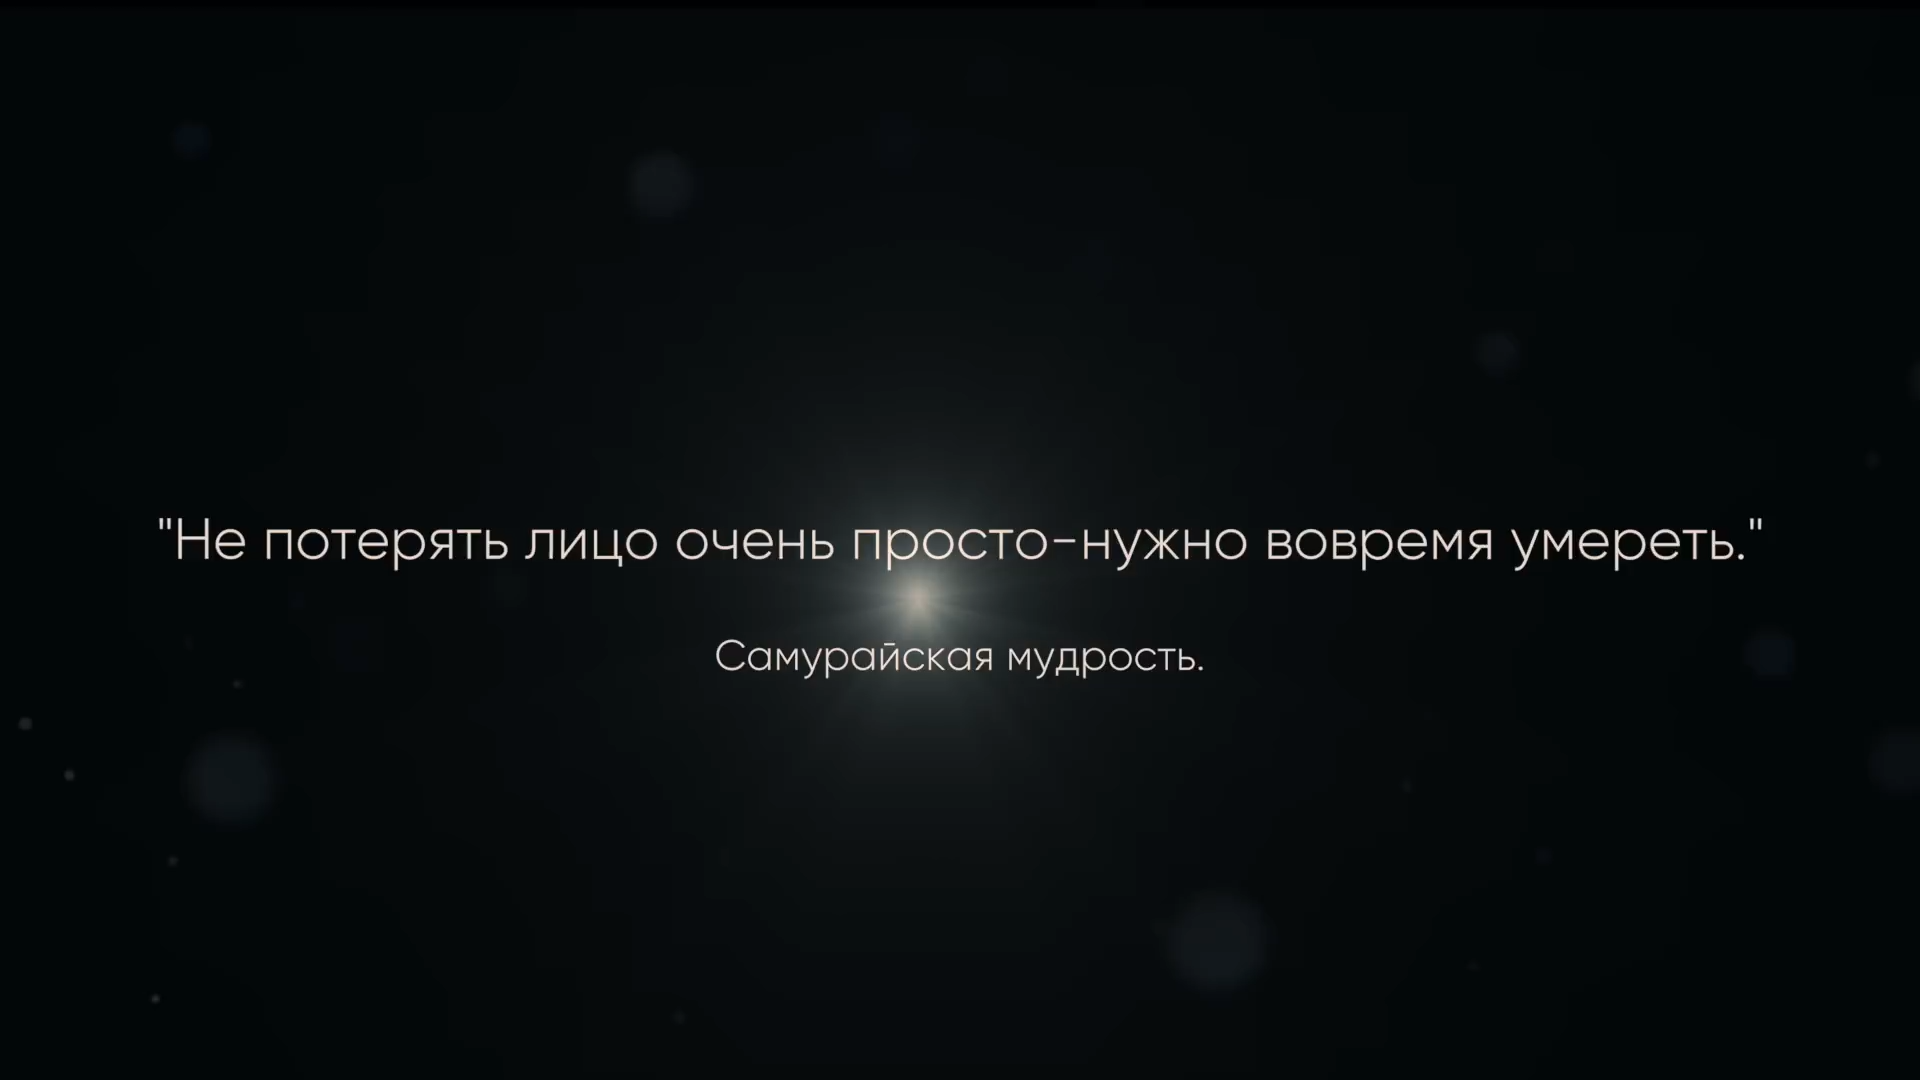 "Не потерять лицо очень просто-нужно вовремя умереть."
Самурайская мудрость.